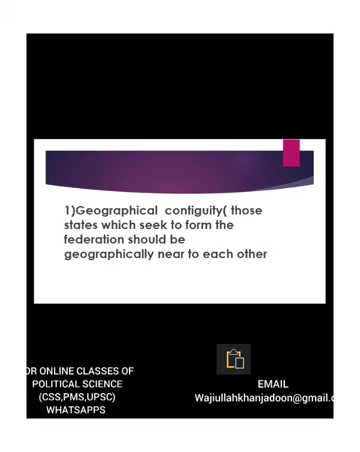 1)Geographical contiguity( those
states which seek to form the
federation should be
geographically near to each other
OR ONLINE CLASSES OF
POLITICAL SCIENCE
(CSS,PMS,UPSC)
WHATSAPPS
EMAIL
Wajiullahkhanjadoon@gmail.c